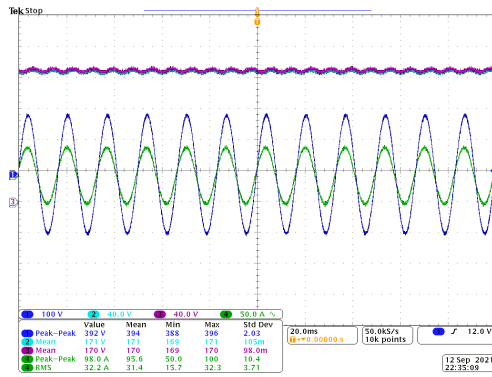 Tek Stop
1 100 V 2 40.0 V 3 40.0 V 4 50.0 A
Value Mean Min Max Std Dev
1 Peak-Peak 392 V 394 388 396 2.03
2 Mean 171 V 171 169 171 105m
3 Mean 170 V 170 169 170 98.0m
4 Peak-Peak 98.0 A 95.6 50.0 100 10.4
4 RMS 32.2 A 31.4 15.7 32.3 3.71
20.0ms
0.00000 s
50.0kS/s
10k points
1 12.0 V
12 Sep 2021
22:35:09
1
3